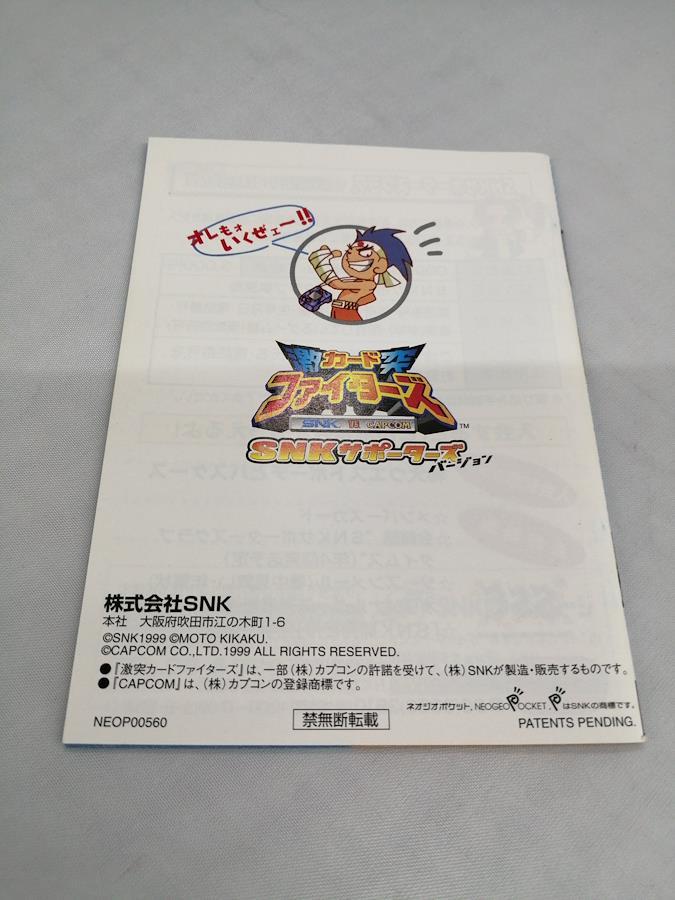 オレもォ
いくぜェー!!
激カード突
ファイターズ
SNK VS CAPCOM
TM
SNKサポーターズ
バージョン
株式会社SNK
本社 大阪府吹田市江の木町1-6
©SNK1999 ©MOTO KIKAKU.
©CAPCOM CO.,LTD.1999 ALL RIGHTS RESERVED.
●『激突カードファイターズ』は、一部(株)カプコンの許諾を受けて、(株)SNKが製造・販売するものです。
●『CAPCOM』は、(株)カプコンの登録商標です。
ネオジオポケット, NEOGEO POCKET, PはSNKの商標です。
NEOP00560
禁無断転載
PATENTS PENDING.